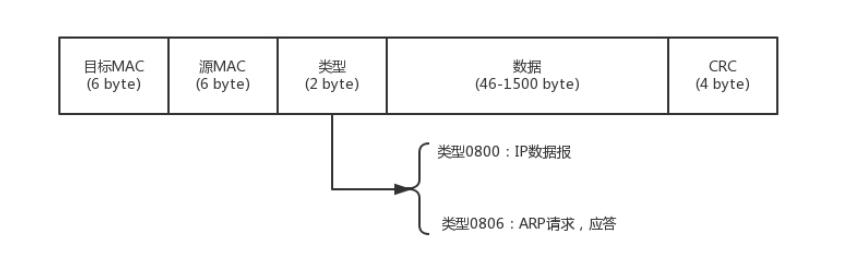 目标MAC
(6 byte)
源MAC
(6 byte)
类型
(2 byte)
数据
(46-1500 byte)
CRC
(4 byte)
类型0800：IP数据报
类型0806：ARP请求，应答